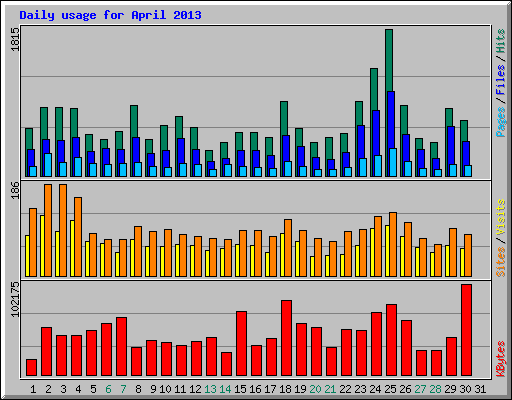 Daily usage for April 2013
1815
Pages / Files / Hits
186
Sites / Visits
102175
KBytes
1 2 3 4 5 6 7 8 9 10 11 12 13 14 15 16 17 18 19 20 21 22 23 24 25 26 27 28 29 30 31